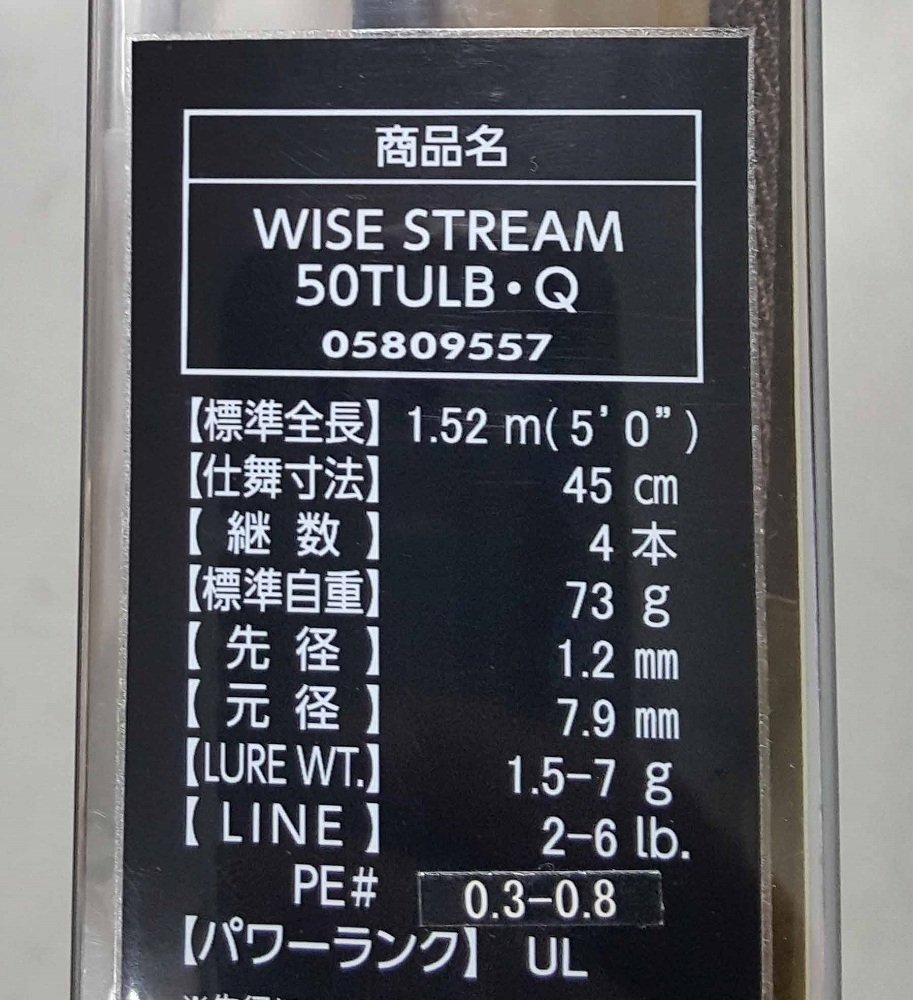 商品名
WISE STREAM
50TULB・Q
05809557
【標準全長】 1.52 m(5'0")
【仕舞寸法】 45 cm
【継数】 4 本
【標準自重】 73 g
【先径】 1.2 mm
【元径】 7.9 mm
【LURE WT.】 1.5-7 g
【LINE】 2-6 lb.
PE# 0.3-0.8
【パワーランク】 UL